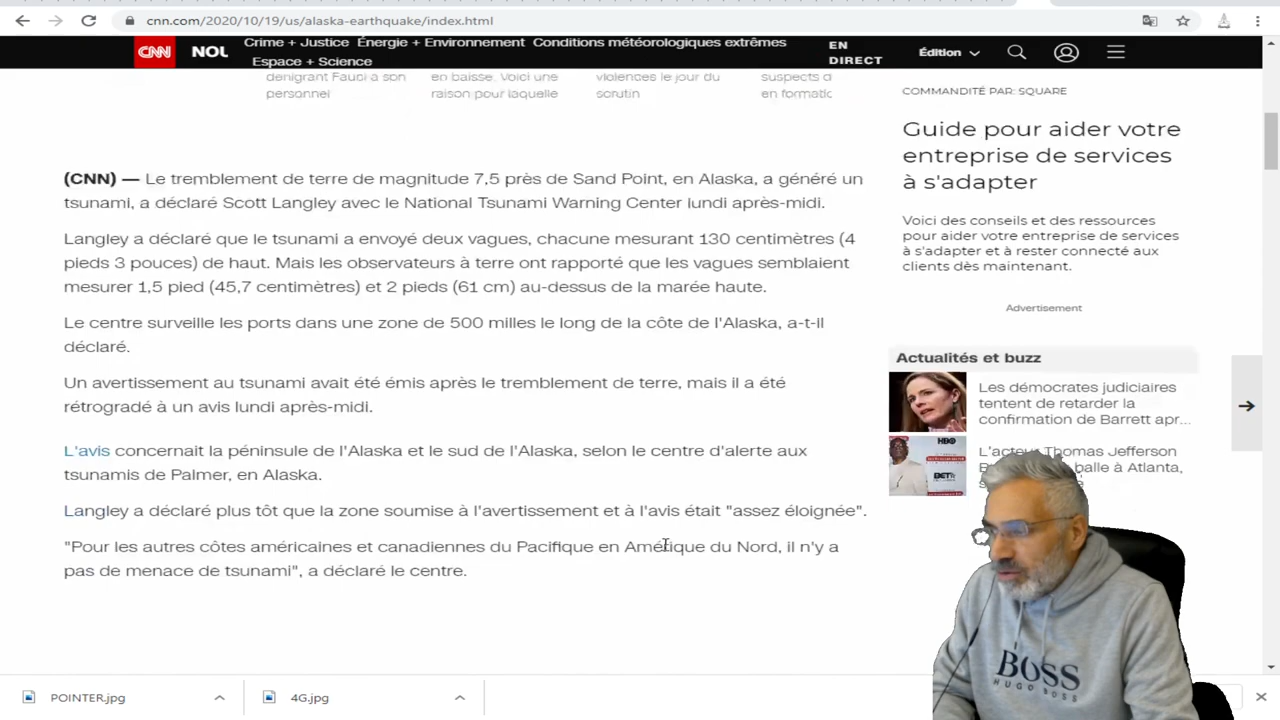 cnn.com/2020/10/19/us/alaska-earthquake/index.html
CNN NOU Crime + Justice Énergie + Environnement Conditions météorologiques extrêmes
Espace + Science
EN
DIRECT
Édition
dénigrant Fauci à son
personnel
en baisse. Voici une
raison pour laquelle
violences le jour du
scrutin
suspects d
en formatic
(CNN) — Le tremblement de terre de magnitude 7,5 près de Sand Point, en Alaska, a généré un
tsunami, a déclaré Scott Langley avec le National Tsunami Warning Center lundi après-midi.
Langley a déclaré que le tsunami a envoyé deux vagues, chacune mesurant 130 centimètres (4
pieds 3 pouces) de haut. Mais les observateurs à terre ont rapporté que les vagues semblaient
mesurer 1,5 pied (45,7 centimètres) et 2 pieds (61 cm) au-dessus de la marée haute.
Le centre surveille les ports dans une zone de 500 milles le long de la côte de l'Alaska, a-t-il
déclaré.
Un avertissement au tsunami avait été émis après le tremblement de terre, mais il a été
rétrogradé à un avis lundi après-midi.
L'avis concernait la péninsule de l'Alaska et le sud de l'Alaska, selon le centre d'alerte aux
tsunamis de Palmer, en Alaska.
Langley a déclaré plus tôt que la zone soumise à l'avertissement et à l'avis était "assez éloignée".
"Pour les autres côtes américaines et canadiennes du Pacifique en Amérique du Nord, il n'y a
pas de menace de tsunami", a déclaré le centre.
COMMANDITÉ PAR: SQUARE
Guide pour aider votre
entreprise de services
à s'adapter
Voici des conseils et des ressources
pour aider votre entreprise de services
à s'adapter et à rester connecté aux
clients dès maintenant.
Advertisement
Actualités et buzz
Les démocrates judiciaires
tentent de retarder la
confirmation de Barrett apr...
L'acteur Thomas Jefferson
balle à Atlanta,
HBO
BET
BOSS
HUGO BOSS
POINTER.jpg
4G.jpg